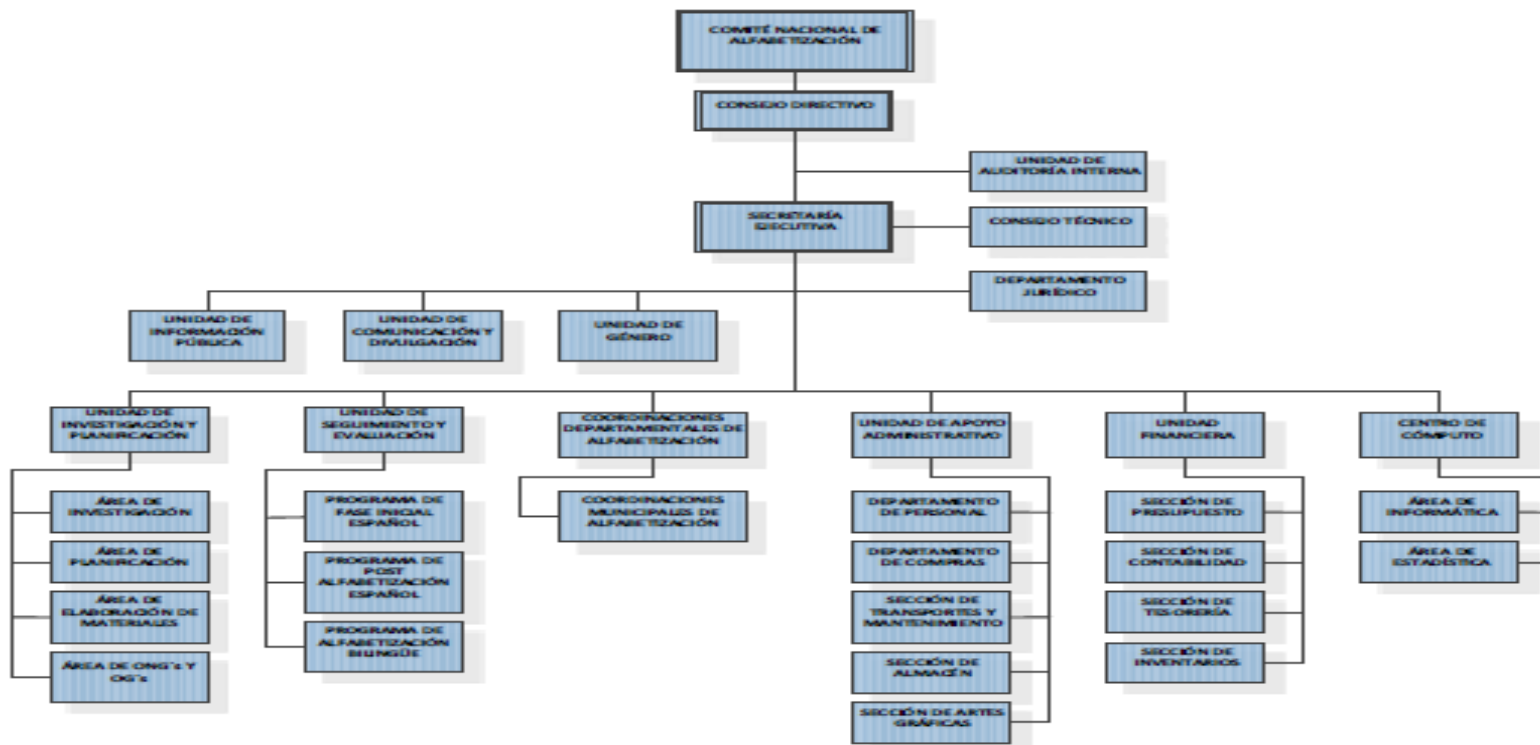 COMITÉ NACIONAL DE
ALFABETIZACIÓN
CONSEJO DIRECTIVO
UNIDAD DE
AUDITORÍA INTERNA
SECRETARÍA
EJECUTIVA
CONSEJO TÉCNICO
DEPARTAMENTO
JURÍDICO
UNIDAD DE
INFORMACIÓN
PÚBLICA
UNIDAD DE
COMUNICACIÓN Y
DIVULGACIÓN
UNIDAD DE
GÉNERO
UNIDAD DE
INVESTIGACIÓN Y
PLANIFICACIÓN
UNIDAD DE
SEGUIMIENTO Y
EVALUACIÓN
COORDINACIONES
DEPARTAMENTALES DE
ALFABETIZACIÓN
UNIDAD DE APOYO
ADMINISTRATIVO
UNIDAD
FINANCIERA
CENTRO DE
CÓMPUTO
ÁREA DE
INVESTIGACIÓN
ÁREA DE
PLANIFICACIÓN
ÁREA DE
ELABORACIÓN DE
MATERIALES
ÁREA DE ONG's Y
OG's
PROGRAMA DE
FASE INICIAL
ESPAÑOL
PROGRAMA DE
POST
ALFABETIZACIÓN
ESPAÑOL
PROGRAMA DE
ALFABETIZACIÓN
BILINGÜE
COORDINACIONES
MUNICIPALES DE
ALFABETIZACIÓN
DEPARTAMENTO
DE PERSONAL
DEPARTAMENTO
DE COMPRAS
SECCIÓN DE
TRANSPORTES Y
MANTENIMIENTO
SECCIÓN DE
ALMACÉN
SECCIÓN DE ARTES
GRÁFICAS
SECCIÓN DE
PRESUPUESTO
SECCIÓN DE
CONTABILIDAD
SECCIÓN DE
TESORERÍA
SECCIÓN DE
INVENTARIOS
ÁREA DE
INFORMÁTICA
ÁREA DE
ESTADÍSTICA